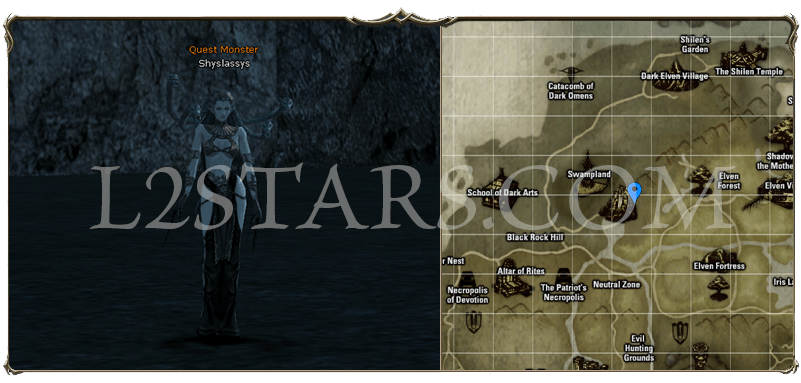 Quest Monster
Shyslassys
L2STARS.COM
Shilen's
Garden
Dark Elven Village
The Shilen Temple
Catacomb of
Dark Omens
S
Shadow
the Mothe
Swampland
School of Dark Arts
Elven
Forest
Elven Vi
Black Rock Hill
r Nest
Altar of Rites
Elven Fortress
Necropolis
of Devotion
The Patriot's
Necropolis
Neutral Zone
Iris La
Evil
Hunting
Grounds